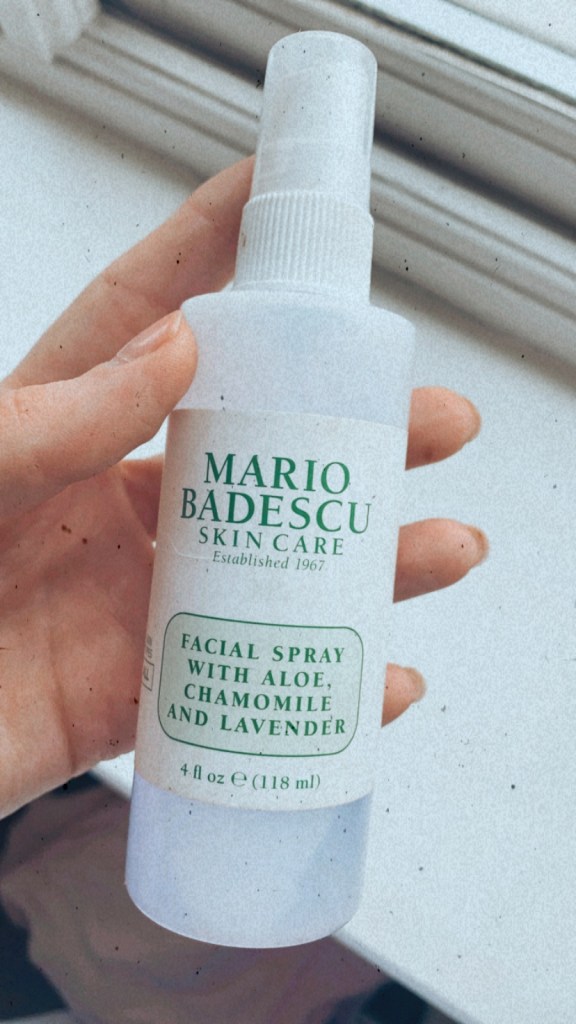 MARIO
BADESCU
SKIN CARE
Established 1967
FACIAL SPRAY
WITH ALOE,
CHAMOMILE
AND LAVENDER
4 fl oz ℮ (118 ml)